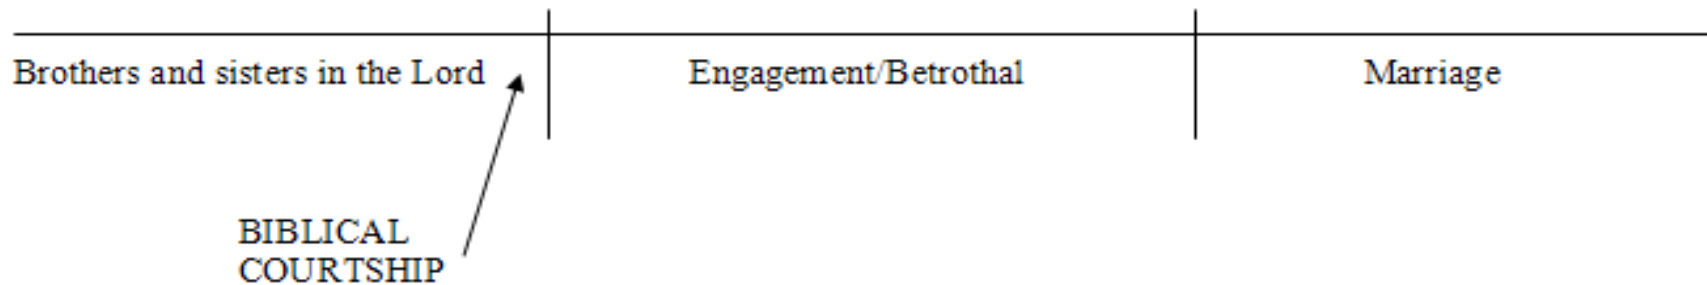 Brothers and sisters in the Lord Engagement/Betrothal Marriage
BIBLICAL
COURTSHIP